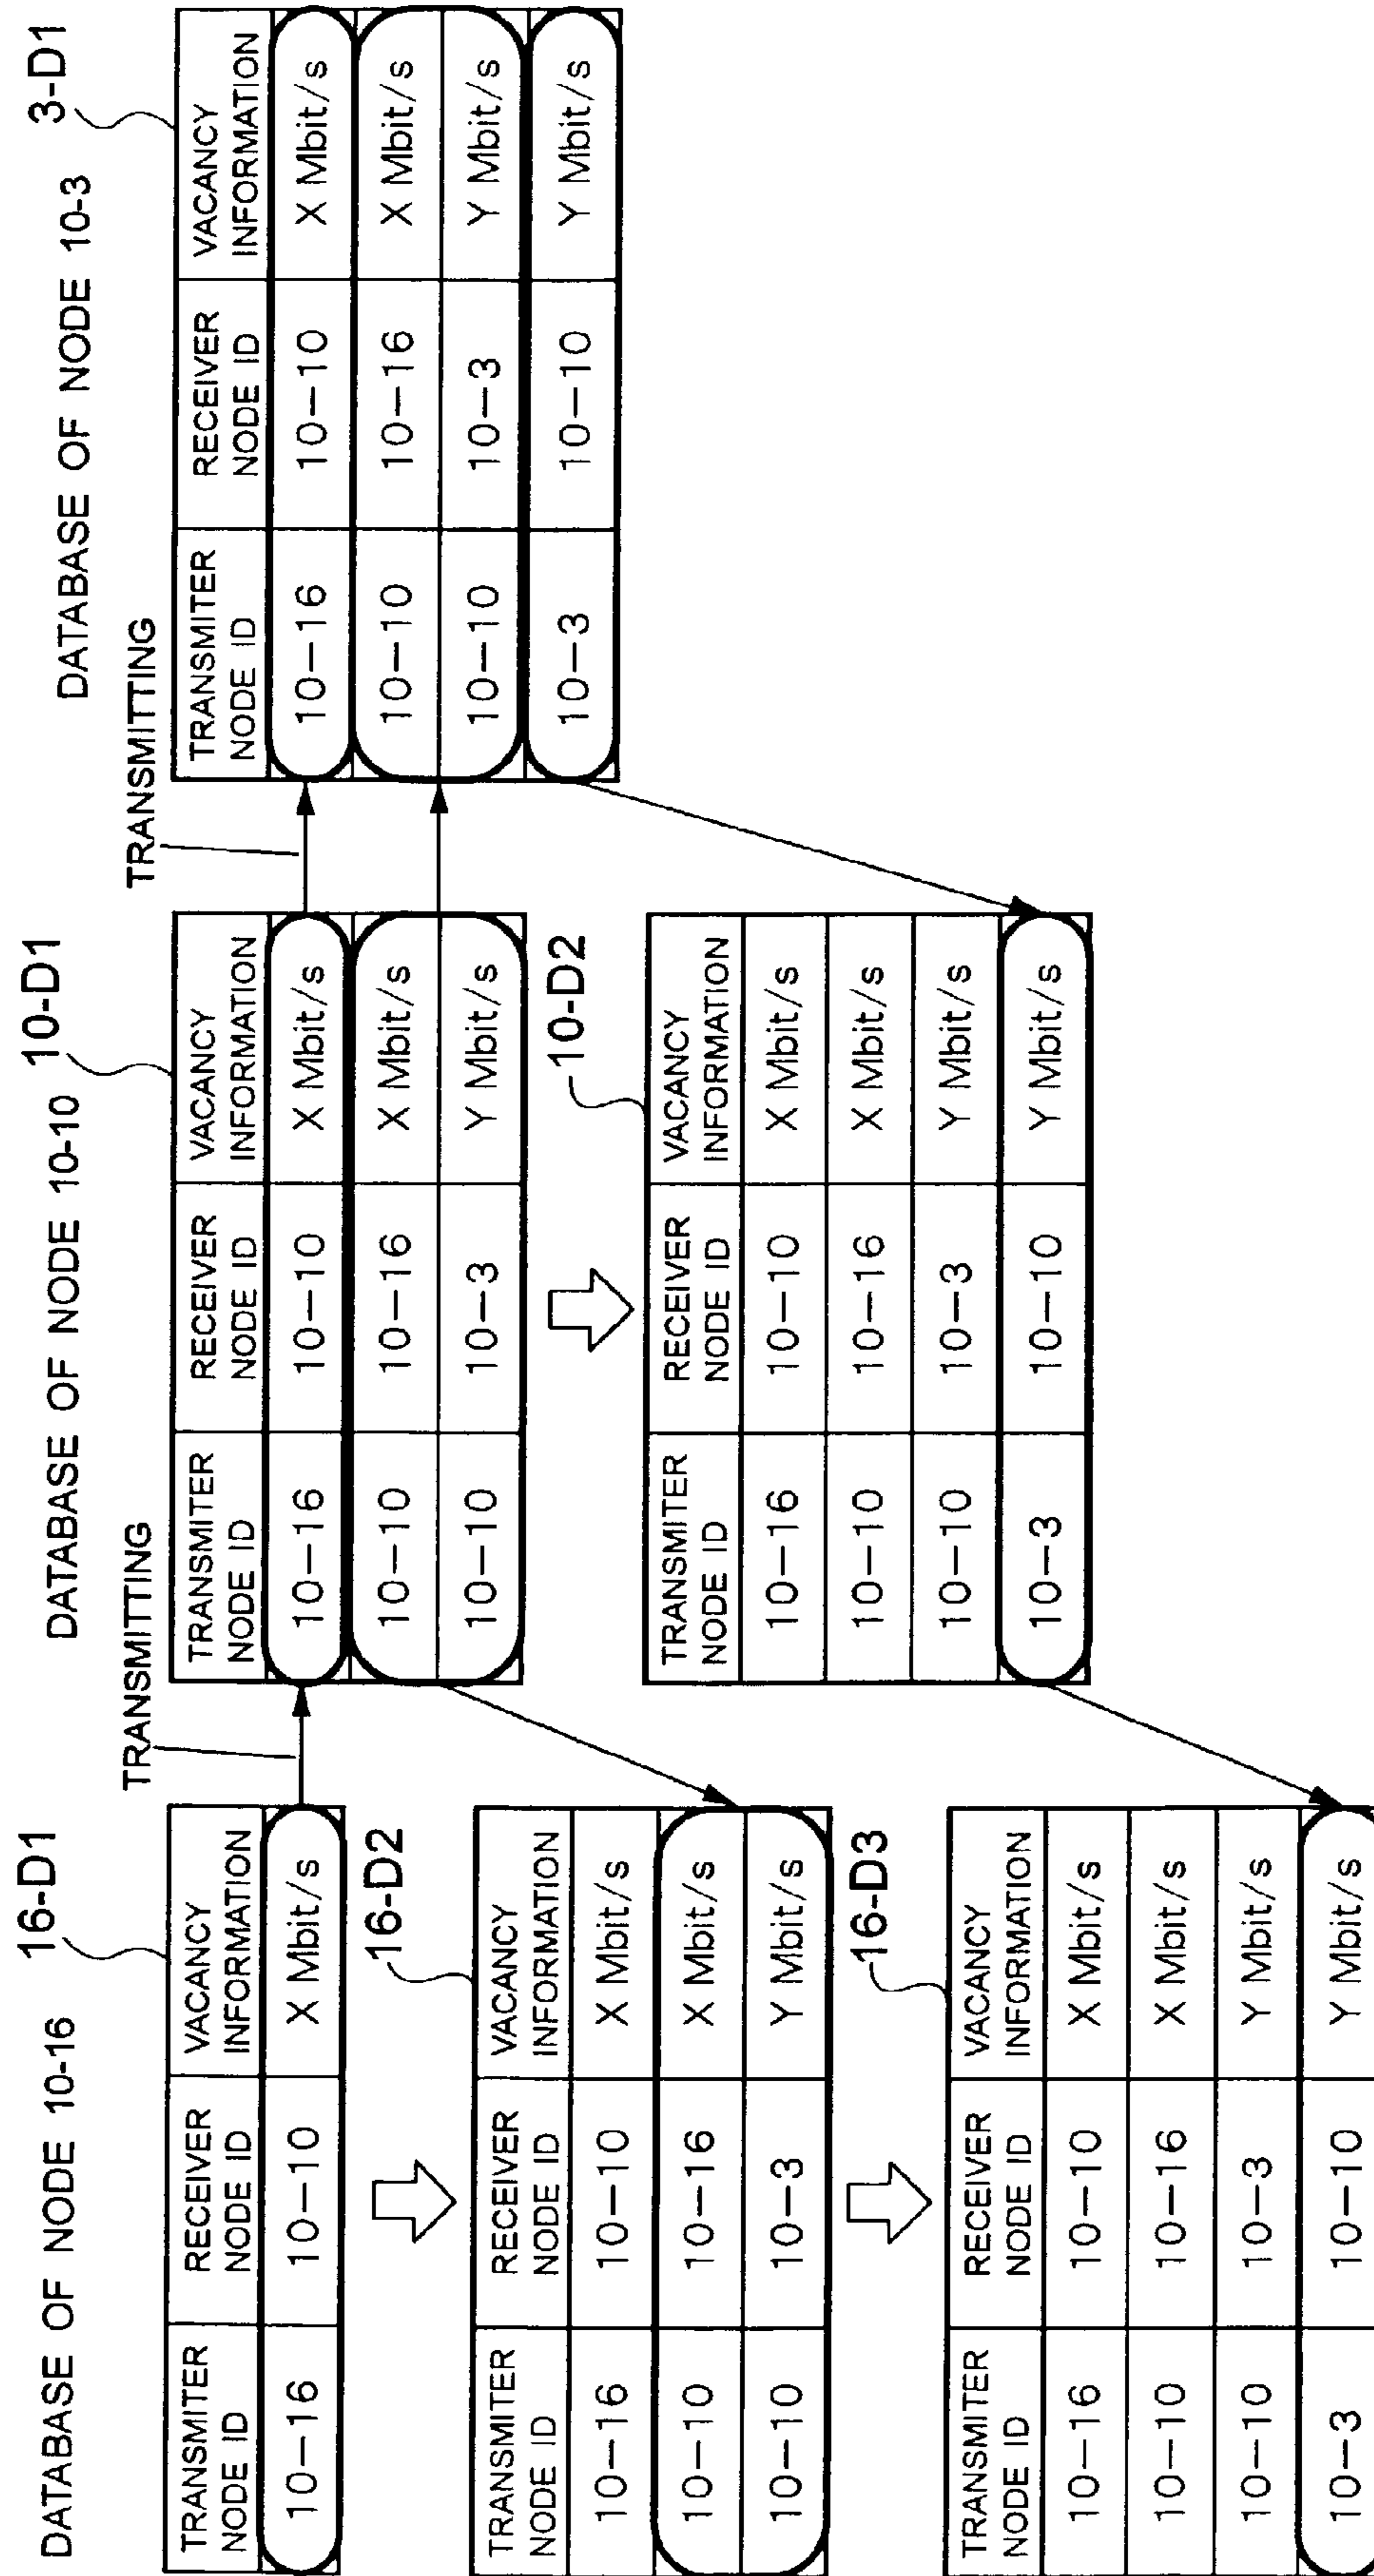 DATABASE OF NODE 10-16
16-D1
TRANSMITER NODE ID RECEIVER NODE ID VACANCY INFORMATION
10-16 10-10 X Mbit/s
16-D2
TRANSMITER NODE ID RECEIVER NODE ID VACANCY INFORMATION
10-16 10-10 X Mbit/s
10-10 10-16 X Mbit/s
10-10 10-3 Y Mbit/s
16-D3
TRANSMITER NODE ID RECEIVER NODE ID VACANCY INFORMATION
10-16 10-10 X Mbit/s
10-10 10-16 X Mbit/s
10-10 10-3 Y Mbit/s
10-3 10-10 Y Mbit/s
TRANSMITTING
DATABASE OF NODE 10-10
10-D1
TRANSMITER NODE ID RECEIVER NODE ID VACANCY INFORMATION
10-16 10-10 X Mbit/s
10-10 10-16 X Mbit/s
10-10 10-3 Y Mbit/s
10-D2
TRANSMITER NODE ID RECEIVER NODE ID VACANCY INFORMATION
10-16 10-10 X Mbit/s
10-10 10-16 X Mbit/s
10-10 10-3 Y Mbit/s
10-3 10-10 Y Mbit/s
TRANSMITTING
DATABASE OF NODE 10-3
3-D1
TRANSMITER NODE ID RECEIVER NODE ID VACANCY INFORMATION
10-16 10-10 X Mbit/s
10-10 10-16 X Mbit/s
10-10 10-3 Y Mbit/s
10-3 10-10 Y Mbit/s